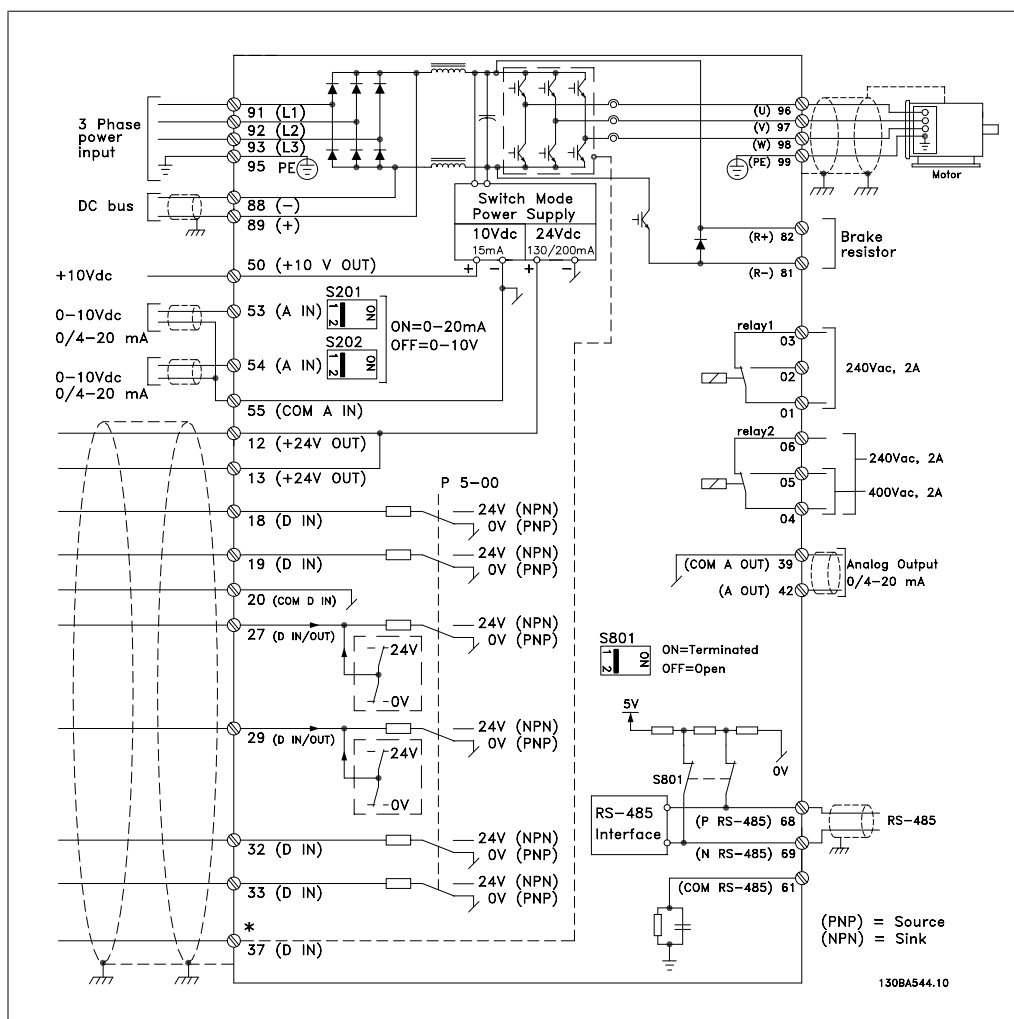 3 Phase
power
input
91 (L1)
92 (L2)
93 (L3)
95 PE
DC bus
88 (-)
89 (+)
Switch Mode
Power Supply
10Vdc
15mA
24Vdc
130/200mA
+ - + -
(U) 96
(V) 97
(W) 98
(PE) 99
Motor
(R+) 82
(R-) 81
Brake
resistor
+10Vdc
50 (+10 V OUT)
0-10Vdc
0/4-20 mA
53 (A IN)
S201
1 2
ON
ON=0-20mA
OFF=0-10V
0-10Vdc
0/4-20 mA
54 (A IN)
S202
1 2
ON
55 (COM A IN)
12 (+24V OUT)
13 (+24V OUT)
P 5-00
18 (D IN)
24V (NPN)
0V (PNP)
19 (D IN)
24V (NPN)
0V (PNP)
20 (COM D IN)
27 (D IN/OUT)
24V (NPN)
0V (PNP)
24V
0V
29 (D IN/OUT)
24V (NPN)
0V (PNP)
24V
0V
32 (D IN)
24V (NPN)
0V (PNP)
33 (D IN)
24V (NPN)
0V (PNP)
*
37 (D IN)
relay1
03
02
01
240Vac, 2A
relay2
06
05
04
240Vac, 2A
400Vac, 2A
(COM A OUT) 39
(A OUT) 42
Analog Output
0/4-20 mA
S801
1 2
ON
ON=Terminated
OFF=Open
5V
0V
S801
RS-485
Interface
(P RS-485) 68
(N RS-485) 69
(COM RS-485) 61
RS-485
(PNP) = Source
(NPN) = Sink
130BA544.10